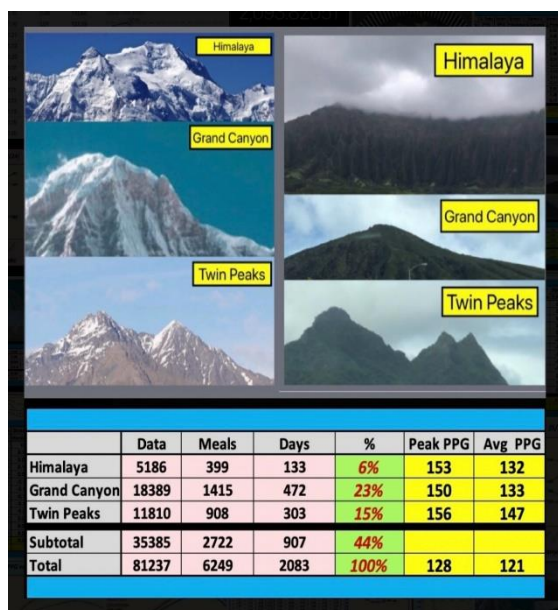 Himalaya
Grand Canyon
Twin Peaks
Himalaya
Grand Canyon
Twin Peaks
Data Meals Days % Peak PPG Avg PPG
Himalaya 5186 399 133 6% 153 132
Grand Canyon 18389 1415 472 23% 150 133
Twin Peaks 11810 908 303 15% 156 147
Subtotal 35385 2722 907 44%
Total 81237 6249 2083 100% 128 121